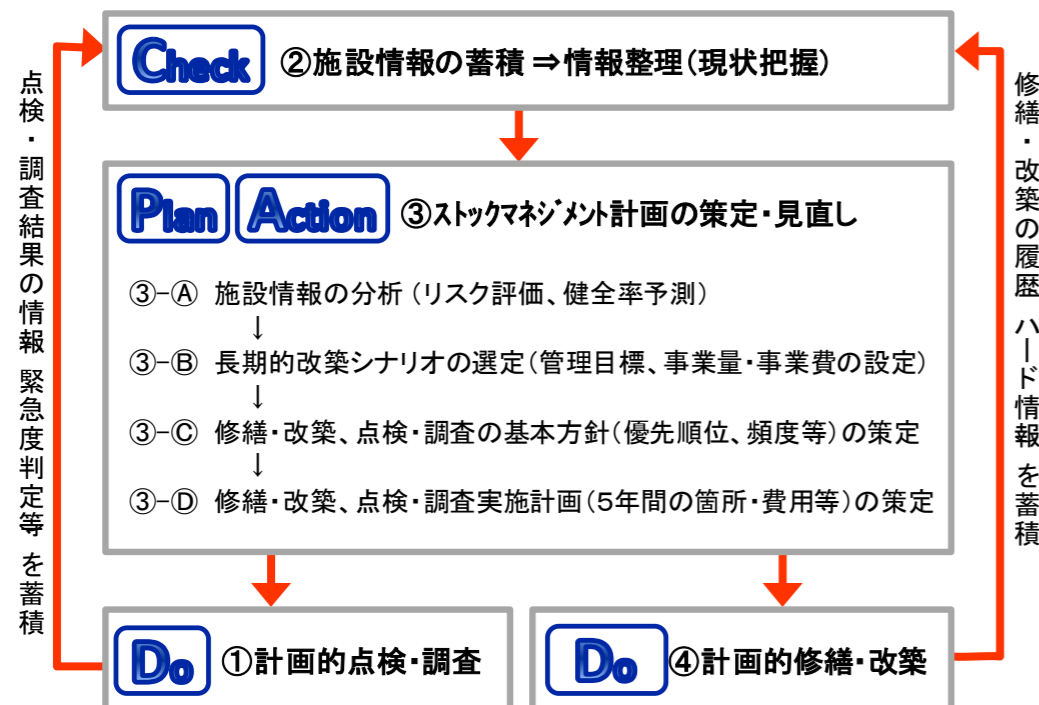 Check ②施設情報の蓄積 ⇒情報整理(現状把握)
Plan Action ③ストックマネジメント計画の策定・見直し
③-Ⓐ 施設情報の分析 (リスク評価、健全率予測)
↓
③-Ⓑ 長期的改築シナリオの選定(管理目標、事業量・事業費の設定)
↓
③-Ⓒ 修繕・改築、点検・調査の基本方針(優先順位、頻度等)の策定
↓
③-Ⓓ 修繕・改築、点検・調査実施計画(5年間の箇所・費用等)の策定
Do ①計画的点検・調査
Do ④計画的修繕・改築
点検・調査結果の情報 緊急度判定等 を蓄積
修繕・改築の履歴 ハード情報 を蓄積